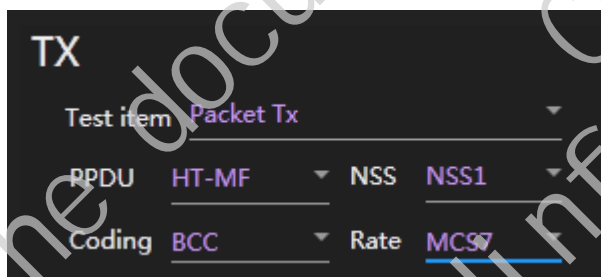 TX
Test item Packet Tx
PPDU HT-MF NSS NSS1
Coding BCC Rate MCS7